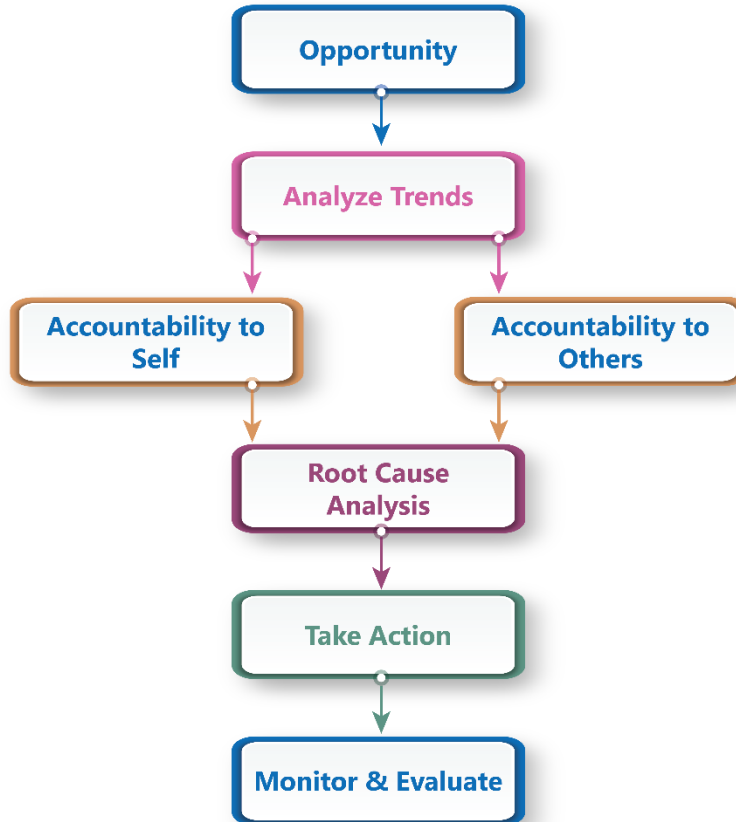 Opportunity
Analyze Trends
Accountability to
Self
Accountability to
Others
Root Cause
Analysis
Take Action
Monitor & Evaluate